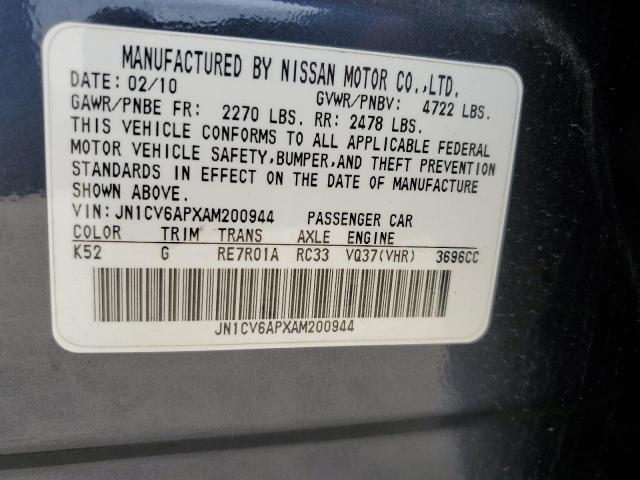 MANUFACTURED BY NISSAN MOTOR CO.,LTD.
DATE: 02/10 GVWR/PNBV: 4722 LBS.
GAWR/PNBE FR: 2270 LBS. RR: 2478 LBS.
THIS VEHICLE CONFORMS TO ALL APPLICABLE FEDERAL
MOTOR VEHICLE SAFETY,BUMPER,AND THEFT PREVENTION
STANDARDS IN EFFECT ON THE DATE OF MANUFACTURE
SHOWN ABOVE.
VIN:JN1CV6APXAM200944 PASSENGER CAR
COLOR TRIM TRANS AXLE ENGINE
K52 G RE7R01A RC33 VQ37(VHR) 3696CC
JN1CV6APXAM200944